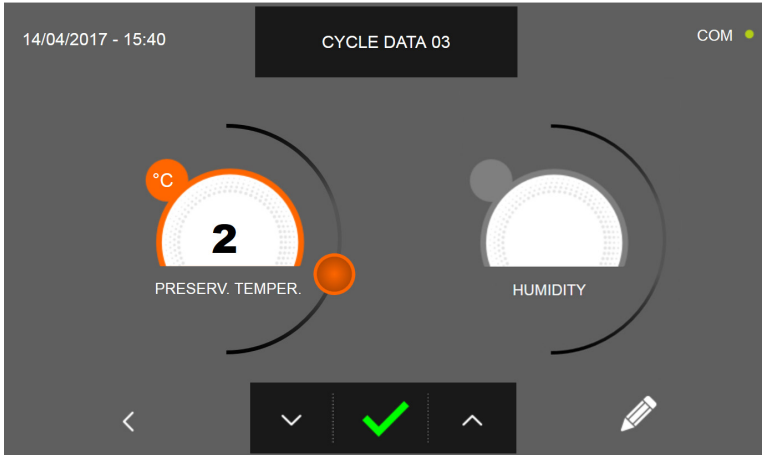 14/04/2017 - 15:40
CYCLE DATA 03
COM
°C
2
PRESERV. TEMPER.
HUMIDITY